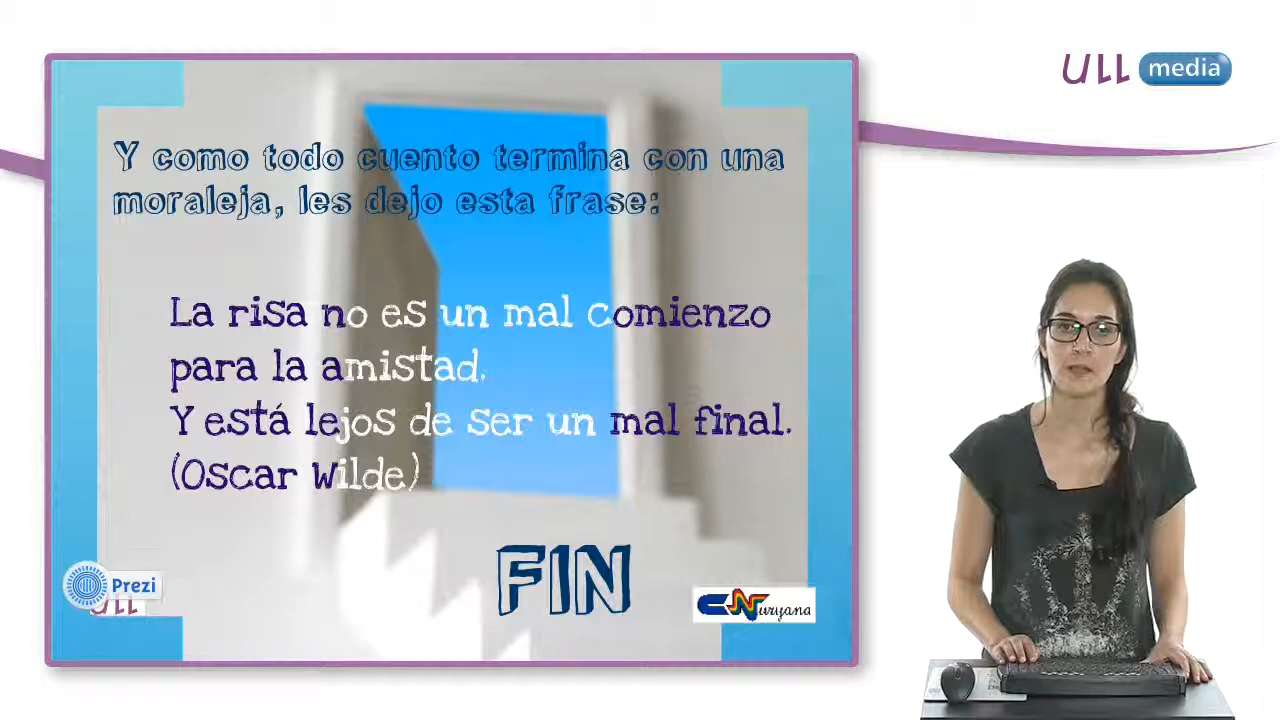 ULL media
Y como todo cuento termina con una
moraleja, les dejo esta frase:
La risa no es un mal comienzo
para la amistad.
Y está lejos de ser un mal final.
(Oscar Wilde)
FIN
Prezi
ULL
Nuryana